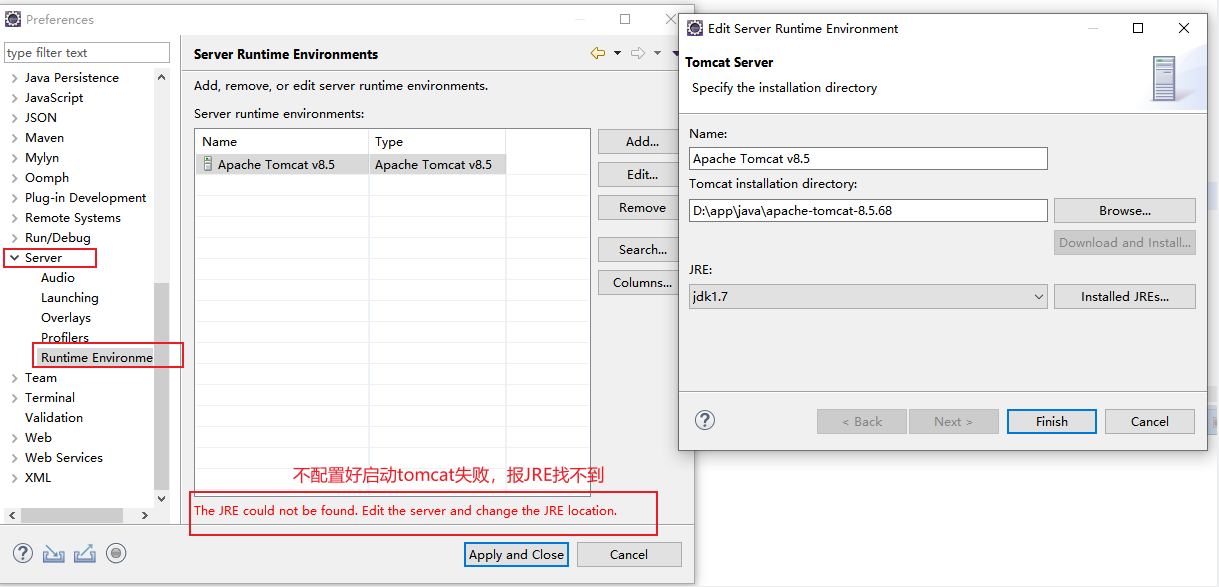 Preferences
type filter text
Java Persistence
JavaScript
JSON
Maven
Mylyn
Oomph
Plug-in Development
Remote Systems
Run/Debug
Server
Audio
Launching
Overlays
Profilers
Runtime Environme
Team
Terminal
Validation
Web
Web Services
XML
Server Runtime Environments
Add, remove, or edit server runtime environments.
Server runtime environments:
Name Type
Apache Tomcat v8.5 Apache Tomcat v8.5
Add...
Edit...
Remove
Search...
Columns...
不配置好启动tomcat失败，报JRE找不到
The JRE could not be found. Edit the server and change the JRE location.
Apply and Close Cancel
Edit Server Runtime Environment
Tomcat Server
Specify the installation directory
Name:
Apache Tomcat v8.5
Tomcat installation directory:
D:\app\java\apache-tomcat-8.5.68 Browse...
Download and Install...
JRE:
jdk1.7 Installed JREs...
< Back Next > Finish Cancel